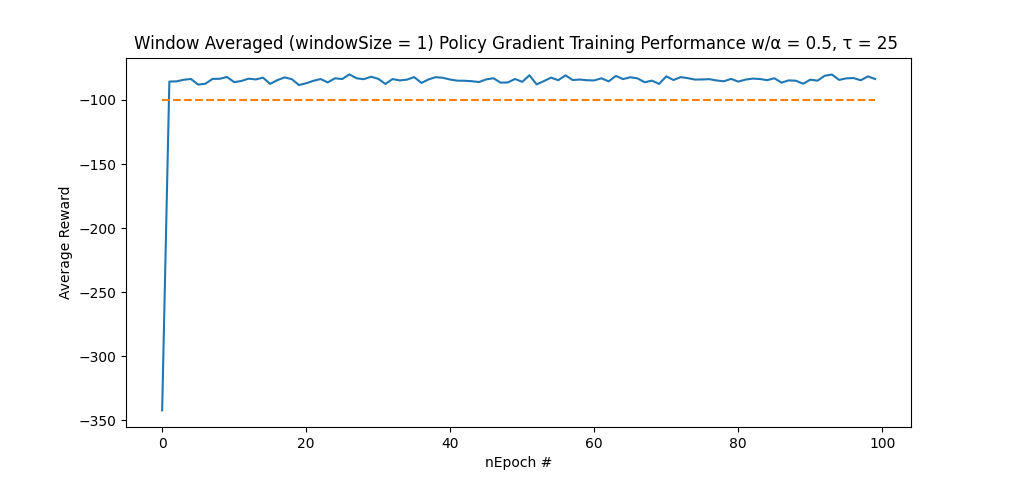 Window Averaged (windowSize = 1) Policy Gradient Training Performance w/α = 0.5, τ = 25
Average Reward
−100
−150
−200
−250
−300
−350
0 20 40 60 80 100
nEpoch #